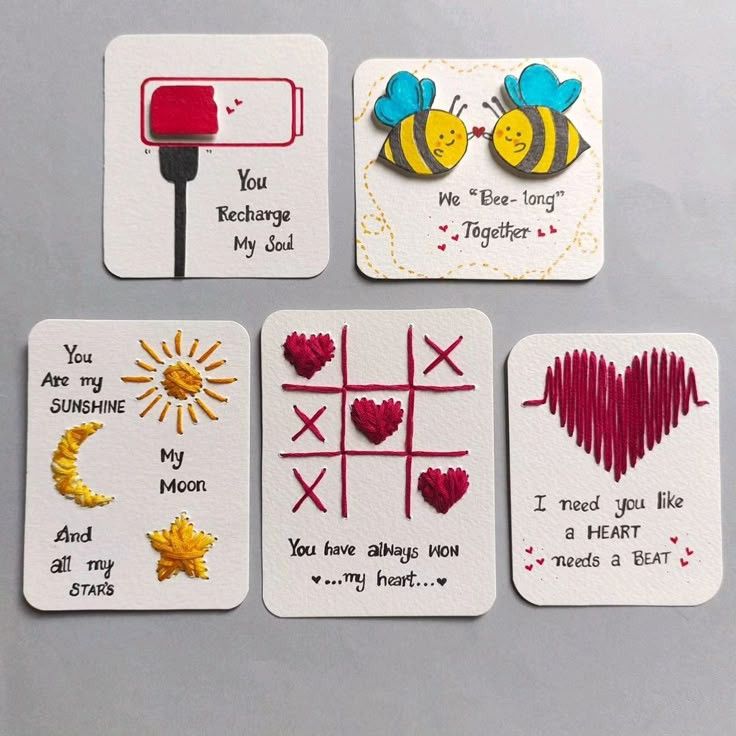 You
Recharge
My Soul
We "Bee-long"
Together
You
Are my
SUNSHINE
My
Moon
And
all my
STAR'S
You have always WON
...my heart...
I need you like
a HEART
needs a BEAT